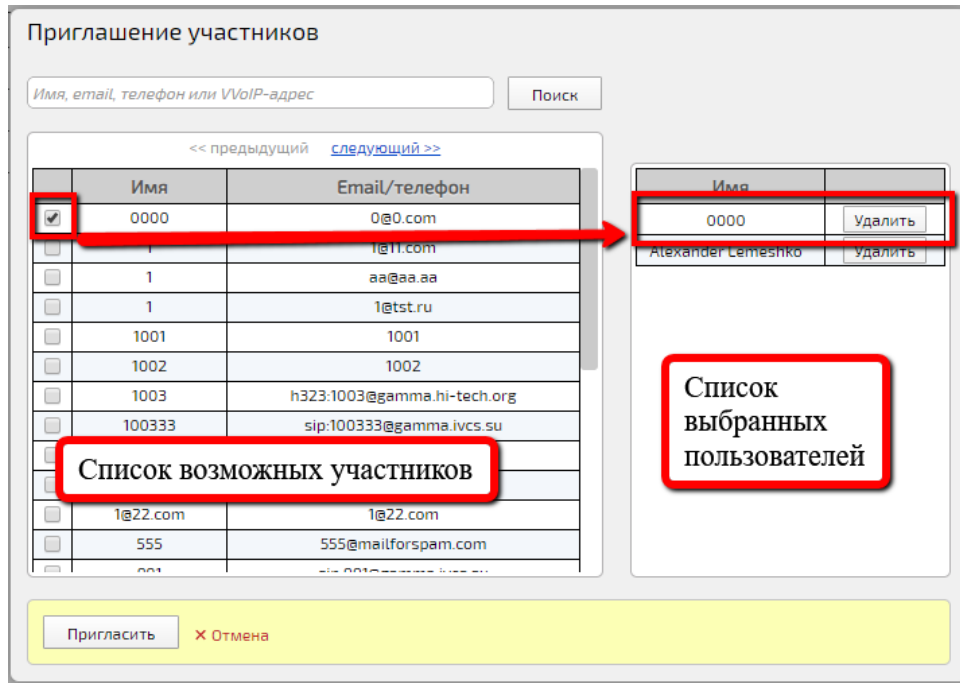 Приглашение участников
Имя, email, телефон или VVoIP-адрес Поиск
<< предыдущий следующий >>
Имя Email/телефон
0000 0@0.com
1 1@11.com
1 aa@aa.aa
1 1@tst.ru
1001 1001
1002 1002
1003 h323:1003@gamma.hi-tech.org
100333 sip:100333@gamma.ivcs.su
Список возможных участников
1@22.com 1@22.com
555 555@mailforspam.com
Имя
0000 Удалить
Alexander Lemeshko Удалить
Список
выбранных
пользователей
Пригласить × Отмена